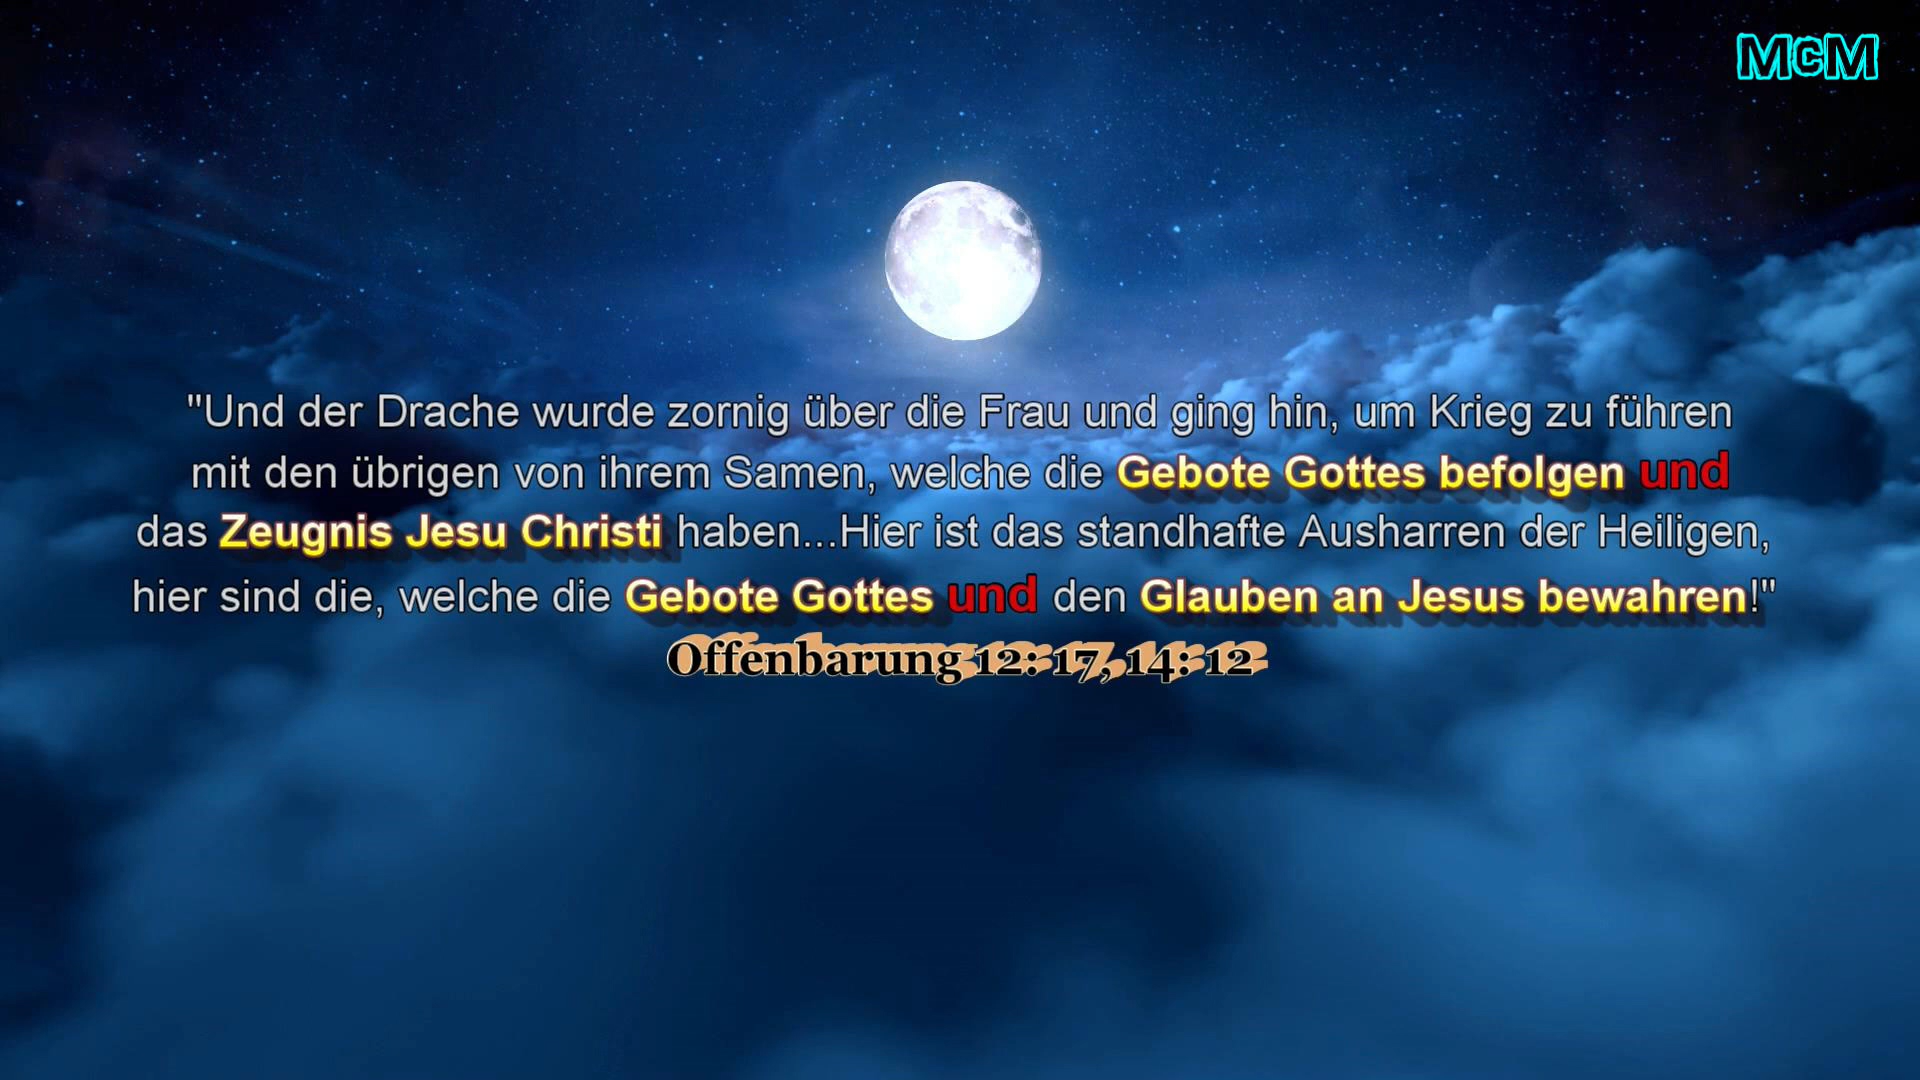 McM
"Und der Drache wurde zornig über die Frau und ging hin, um Krieg zu führen
mit den übrigen von ihrem Samen, welche die Gebote Gottes befolgen und
das Zeugnis Jesu Christi haben...Hier ist das standhafte Ausharren der Heiligen,
hier sind die, welche die Gebote Gottes und den Glauben an Jesus bewahren!"
Offenbarung 12: 17, 14: 12